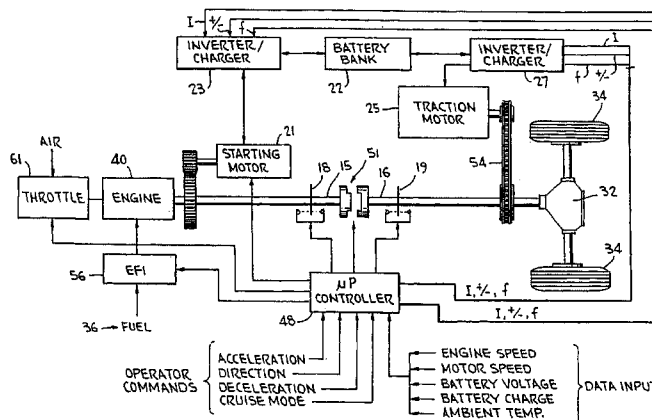 I
+/-
f
INVERTER/
CHARGER
23
BATTERY
BANK
22
INVERTER/
CHARGER
27
I
f +/-
25
TRACTION
MOTOR
34
AIR
61
THROTTLE
40
ENGINE
21
STARTING
MOTOR
18
15
51
16
19
54
32
34
EFI
56
36 → FUEL
μP
CONTROLLER
48
I, +/-, f
I, +/-, f
OPERATOR
COMMANDS
ACCELERATION
DIRECTION
DECELERATION
CRUISE MODE
ENGINE SPEED
MOTOR SPEED
BATTERY VOLTAGE
BATTERY CHARGE
AMBIENT TEMP.
DATA INPUT